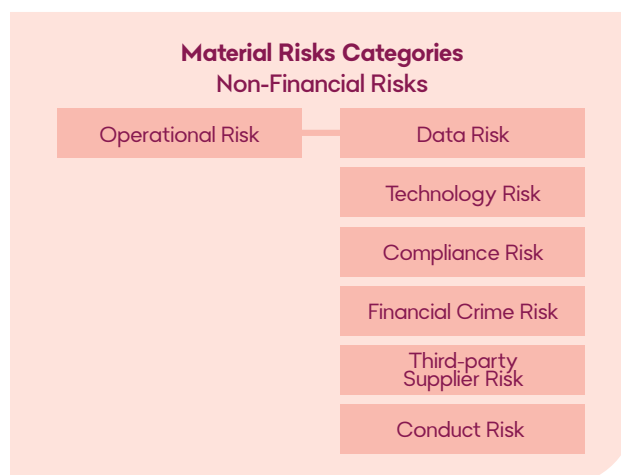 Material Risks Categories
Non-Financial Risks
Operational Risk
Data Risk
Technology Risk
Compliance Risk
Financial Crime Risk
Third-party
Supplier Risk
Conduct Risk